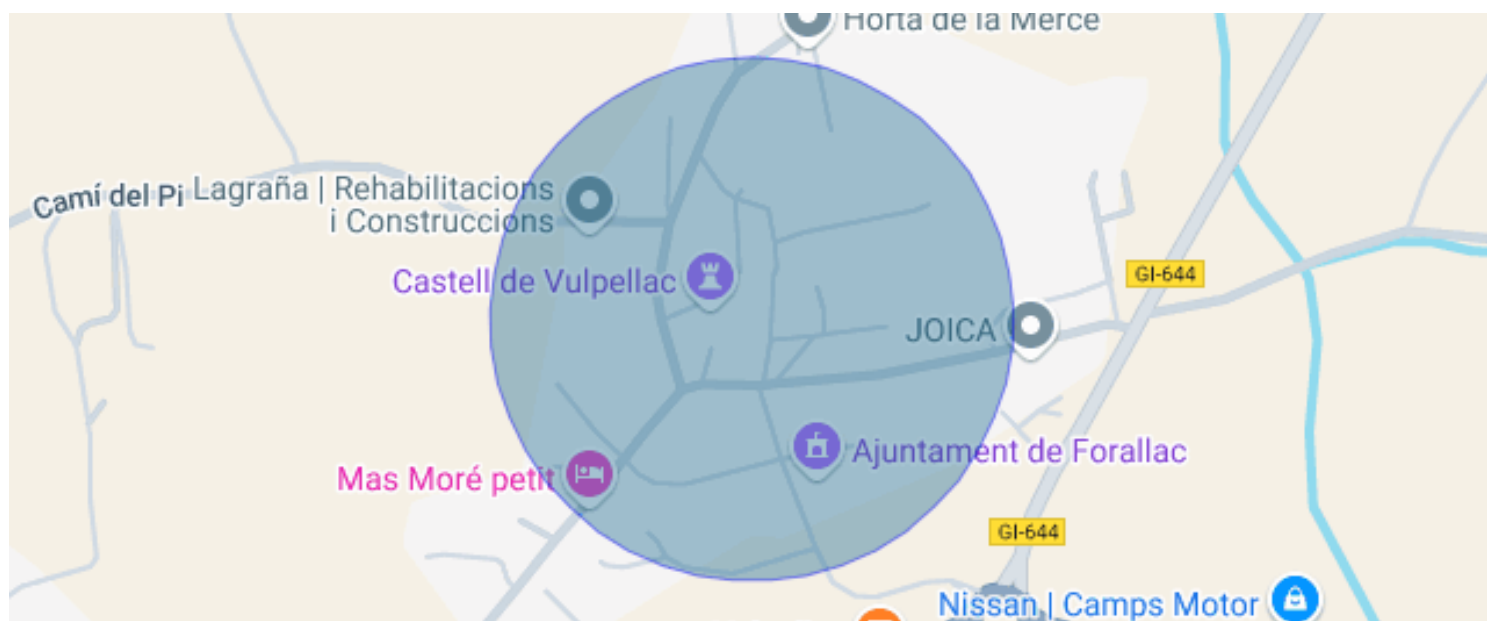 Horta de la Mercè
Camí del Pi
Lagraña | Rehabilitacions
i Construccions
Castell de Vulpellac
GI-644
JOICA
Ajuntament de Forallac
Mas Moré petit
GI-644
Nissan | Camps Motor